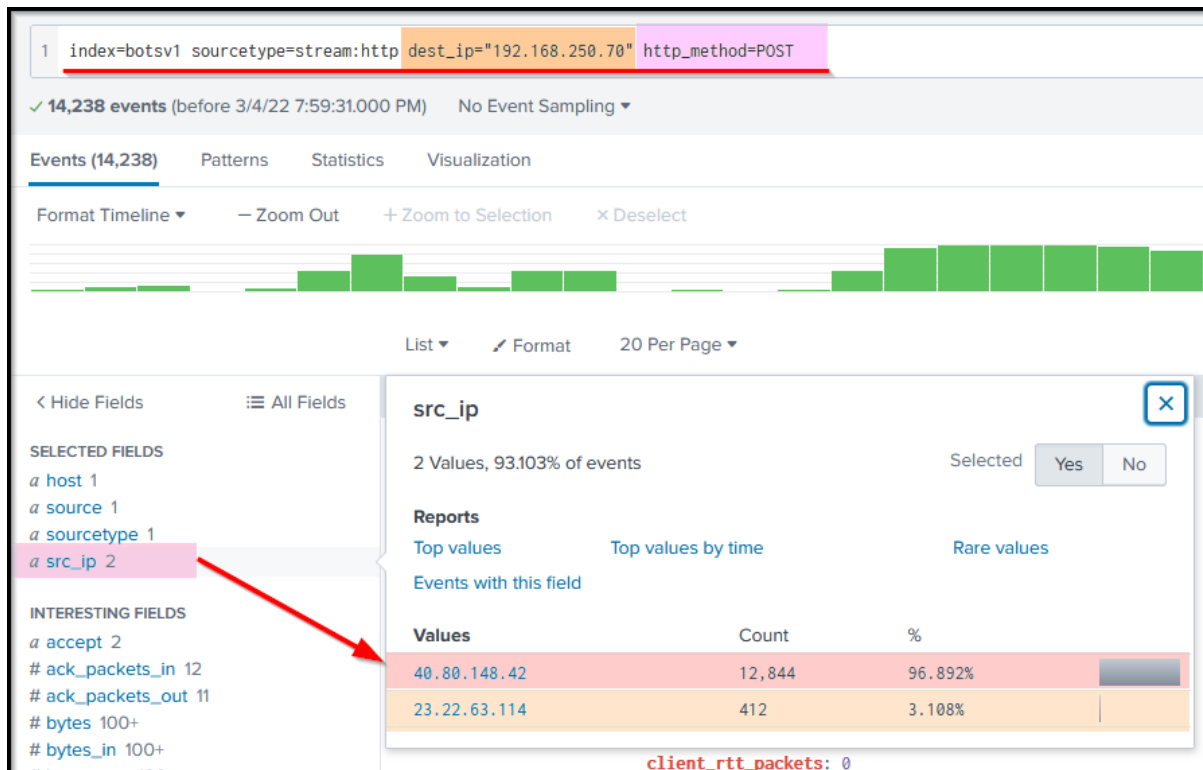 1 index=botsv1 sourcetype=stream:http dest_ip="192.168.250.70" http_method=POST
✓ 14,238 events (before 3/4/22 7:59:31.000 PM) No Event Sampling ▾
Events (14,238) Patterns Statistics Visualization
Format Timeline ▾ — Zoom Out + Zoom to Selection × Deselect
List ▾ Format 20 Per Page ▾
< Hide Fields All Fields
SELECTED FIELDS
a host 1
a source 1
a sourcetype 1
a src_ip 2
INTERESTING FIELDS
a accept 2
# ack_packets_in 12
# ack_packets_out 11
# bytes 100+
# bytes_in 100+
src_ip
2 Values, 93.103% of events Selected Yes No
Reports
Top values Top values by time Rare values
Events with this field
Values Count %
40.80.148.42 12,844 96.892%
23.22.63.114 412 3.108%
client_rtt_packets: 0